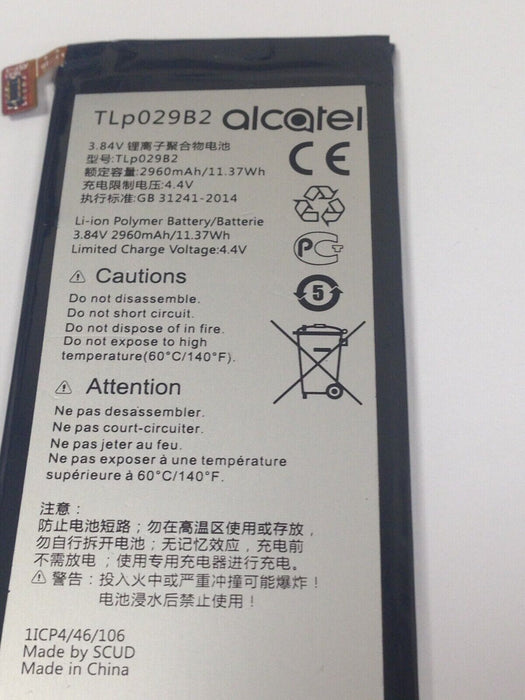 TLp029B2 alcatel
3.84V 锂离子聚合物电池
型号:TLp029B2
额定容量:2960mAh/11.37Wh
充电限制电压:4.4V
执行标准:GB 31241-2014
CE
Li-ion Polymer Battery/Batterie
3.84V 2960mAh/11.37Wh
Limited Charge Voltage:4.4V
5
Cautions
Do not disassemble.
Do not short circuit.
Do not dispose of in fire.
Do not expose to high
temperature(60°C/140°F).
Attention
Ne pas desassembler.
Ne pas court-circuiter.
Ne pas jeter au feu.
Ne pas exposer à une température
supérieure à 60°C/140°F.
注意:
防止电池短路;勿在高温区使用或存放,
勿自行拆开电池;无记忆效应,充电前
不需放电;使用专用充电器进行充电。
警告:投入火中或严重冲撞可能爆炸!
电池浸水后禁止使用!
1ICP4/46/106
Made by SCUD
Made in China